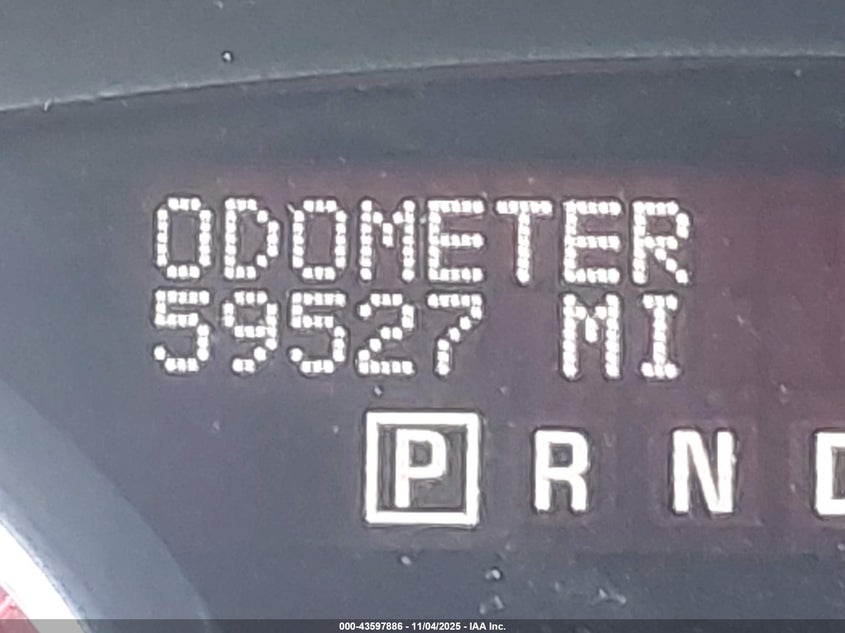 ODOMETER
59527 MI
P R N D
000-43597886 - 11/04/2025 - IAA Inc.